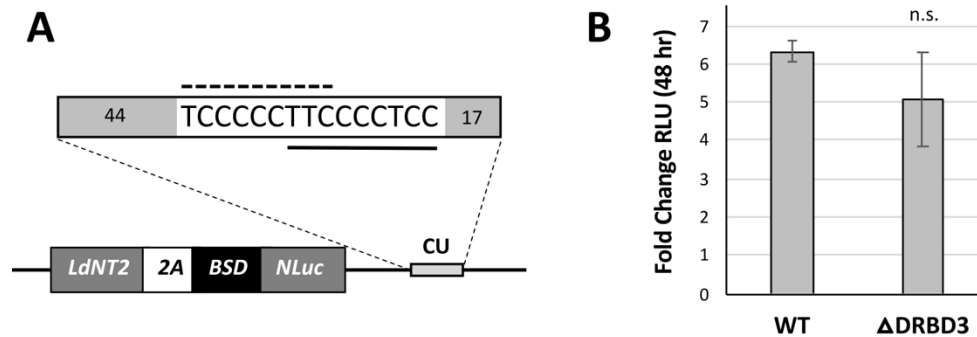 A
44 TCCCCCTTCCCCTCC 17
CU
LdNT2 2A BSD NLuc
B
n.s.
Fold Change RLU (48 hr)
7
6
5
4
3
2
1
0
WT ΔDRBD3